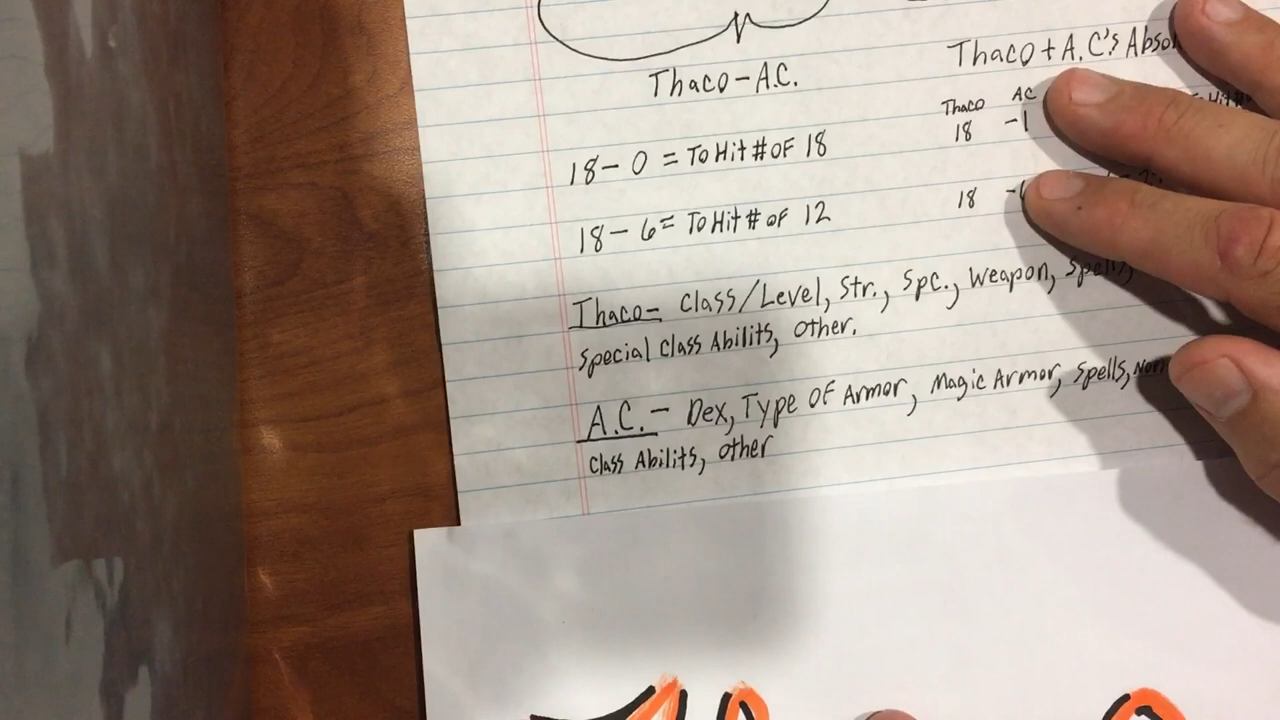 Thaco - A.C.
18 - 0 = To Hit # OF 18
18 - 6 = To Hit # OF 12
Thaco + A.C.'s
Thaco AC
18 -1
18
Thaco- Class/Level, Str., Spc., Weapon, Spells,
Special Class Abilits, Other.
A.C. - Dex, Type OF Armor, Magic Armor, Spells,
Class Abilits, Other